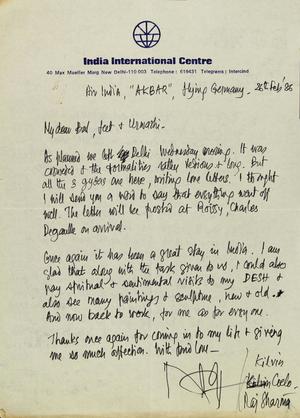 India International Centre
40 Max Mueller Marg New Delhi-110 003 Telephone : 619431 Telegrams : Intercind
Air India, "AKBAR", flying Germany - 26th Feb' 86
My dear Bal, Jeet & Urmashi -
As planned we left Delhi Wednesday morning. It was
crowded & the formalities rather tedious & long. But
all the 3 are here, writing love letters. I thought
I will send you a word to say that everything went off
well. The letter will be posted at Roissy, Charles
Degaulle on arrival.
Once again it has been a great stay in India. I am
glad that along with the task given to us, I could also
pay spiritual & sentimental visits to my DESH &
also see many paintings & sculpture, new & old.
And now back to work, for me as for every one.
Thanks once again for coming in to my life & giving
me so much affection. With fond love -
Kelvin
Coelo
Raj Sharma